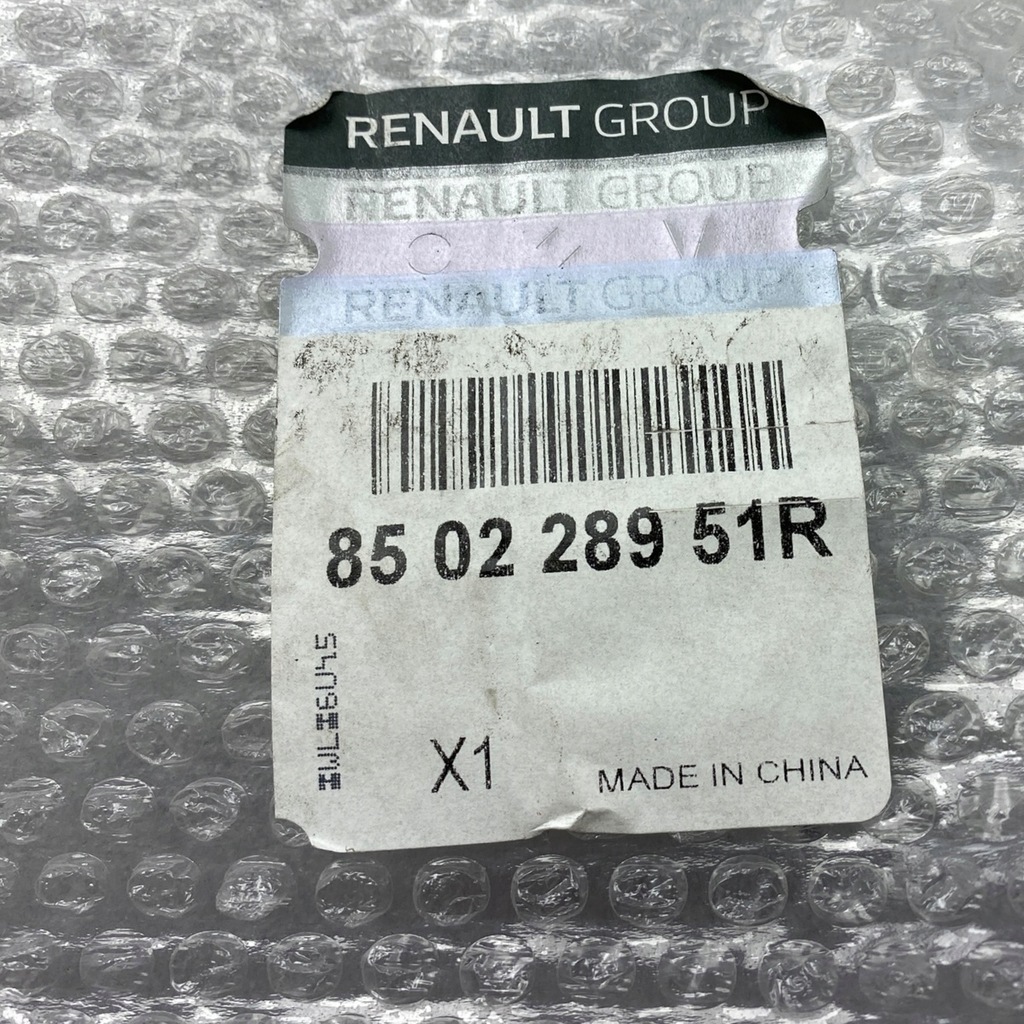 RENAULT GROUP
RENAULT GROUP
RENAULT GROUP
85 02 289 51R
X1
MADE IN CHINA